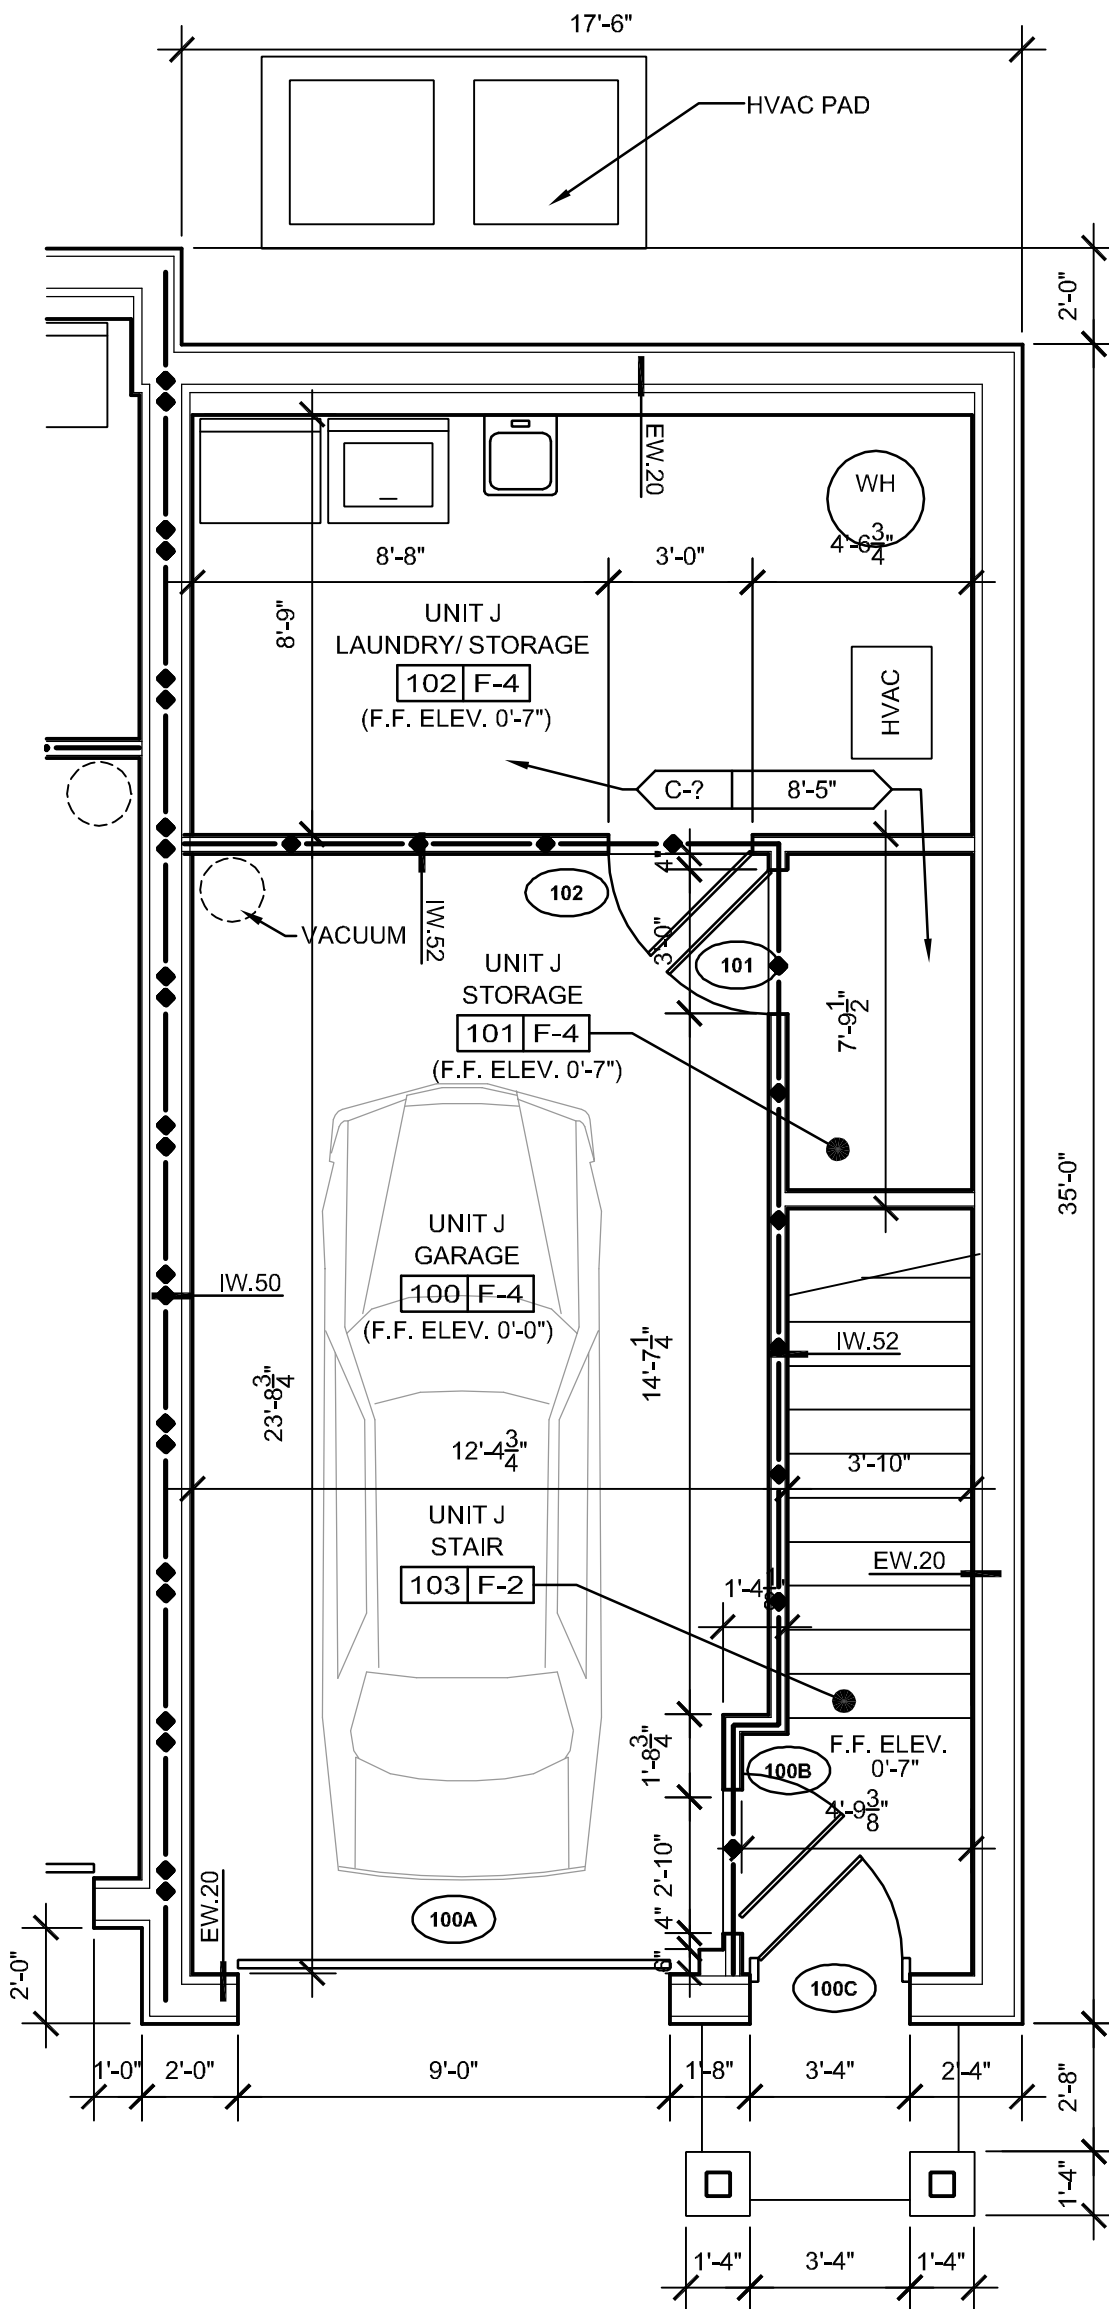 17'-6"
HVAC PAD
2'-0"
EW.20
WH
8'-8"
3'-0"
4'-6 3/4"
8'-9"
UNIT J
LAUNDRY/ STORAGE
102 F-4
(F.F. ELEV. 0'-7")
HVAC
C-? 8'-5"
4"
102
VACUUM
IW.52
3'-0"
101
UNIT J
STORAGE
101 F-4
(F.F. ELEV. 0'-7")
7'-9 1/2"
35'-0"
UNIT J
GARAGE
100 F-4
(F.F. ELEV. 0'-0")
IW.50
IW.52
23'-8 3/4"
14'-7 1/4"
12'-4 3/4"
3'-10"
UNIT J
STAIR
103 F-2
EW.20
1'-4
1'-8 3/4"
F.F. ELEV.
0'-7"
100B
4'-9 3/8"
2'-10"
EW.20
100A
4"
6"
100C
2'-0"
1'-0"
2'-0"
9'-0"
1'-8"
3'-4"
2'-4"
2'-8"
1'-4"
1'-4"
3'-4"
1'-4"